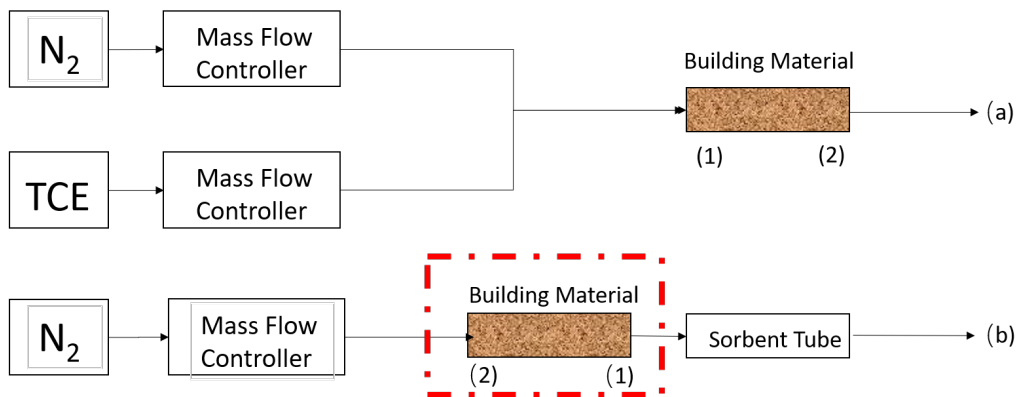 N2
Mass Flow
Controller
Building Material
(a)
(1)
(2)
TCE
Mass Flow
Controller
Building Material
N2
Mass Flow
Controller
Sorbent Tube
(b)
(2)
(1)